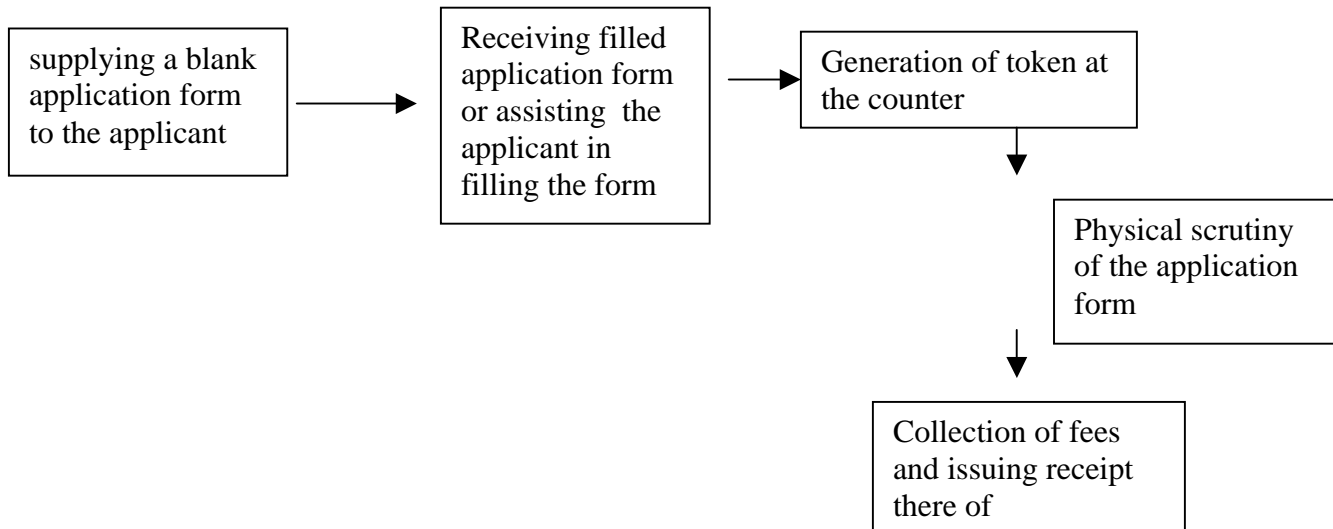 supplying a blank
application form
to the applicant
Receiving filled
application form
or assisting  the
applicant in
filling the form
Generation of token at
the counter
Physical scrutiny
of the application
form
Collection of fees
and issuing receipt
there of